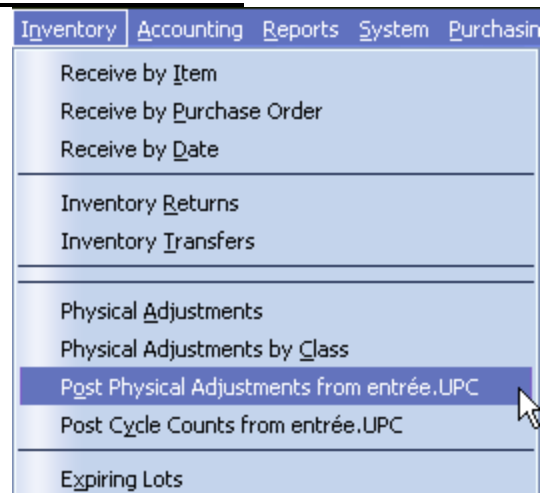 Inventory Accounting Reports System Purchasin
Receive by Item
Receive by Purchase Order
Receive by Date
Inventory Returns
Inventory Transfers
Physical Adjustments
Physical Adjustments by Class
Post Physical Adjustments from entrée.UPC
Post Cycle Counts from entrée.UPC
Expiring Lots